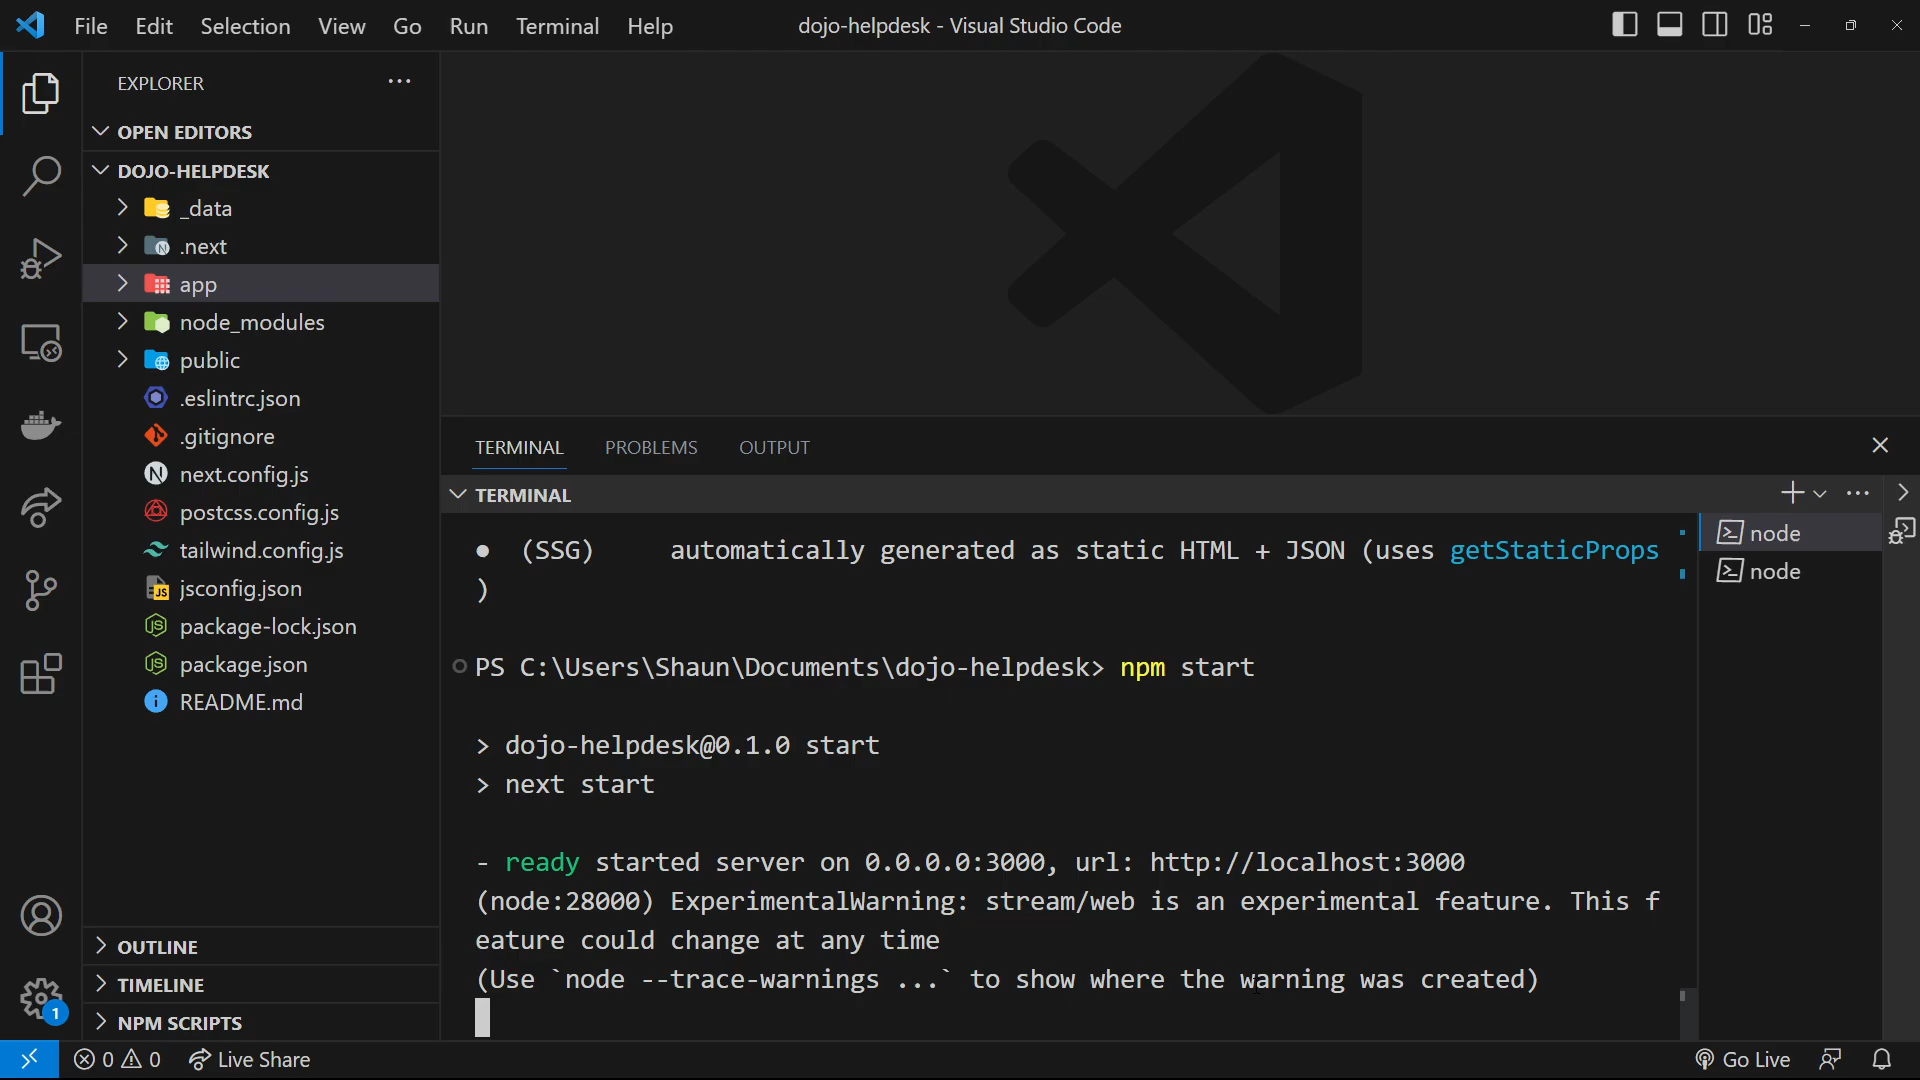 File Edit Selection View Go Run Terminal Help
dojo-helpdesk - Visual Studio Code
EXPLORER
OPEN EDITORS
DOJO-HELPDESK
_data
.next
app
node_modules
public
.eslintrc.json
.gitignore
next.config.js
postcss.config.js
tailwind.config.js
jsconfig.json
package-lock.json
package.json
README.md
OUTLINE
TIMELINE
NPM SCRIPTS
1
TERMINAL PROBLEMS OUTPUT
TERMINAL
● (SSG) automatically generated as static HTML + JSON (uses getStaticProps
)
PS C:\Users\Shaun\Documents\dojo-helpdesk> npm start
> dojo-helpdesk@0.1.0 start
> next start
- ready started server on 0.0.0.0:3000, url: http://localhost:3000
(node:28000) ExperimentalWarning: stream/web is an experimental feature. This f
eature could change at any time
(Use `node --trace-warnings ...` to show where the warning was created)
node
node
0 0 Live Share
Go Live